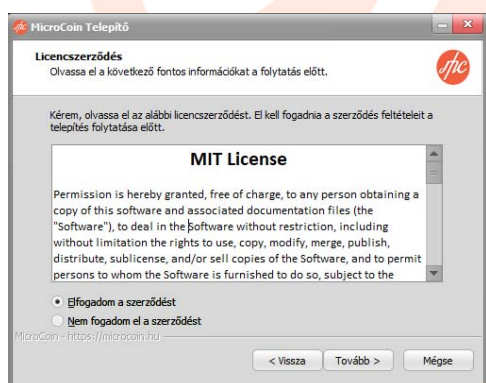 MicroCoin Telepítő
Licencszerződés
Olvassa el a következő fontos információkat a folytatás előtt.
mc
Kérem, olvassa el az alábbi licencszerződést. El kell fogadnia a szerződés feltételeit a
telepítés folytatása előtt.
MIT License
Permission is hereby granted, free of charge, to any person obtaining a
copy of this software and associated documentation files (the
"Software"), to deal in the Software without restriction, including
without limitation the rights to use, copy, modify, merge, publish,
distribute, sublicense, and/or sell copies of the Software, and to permit
persons to whom the Software is furnished to do so, subject to the
Elfogadom a szerződést
Nem fogadom el a szerződést
MicroCoin - https://microcoin.hu
< Vissza
Tovább >
Mégse